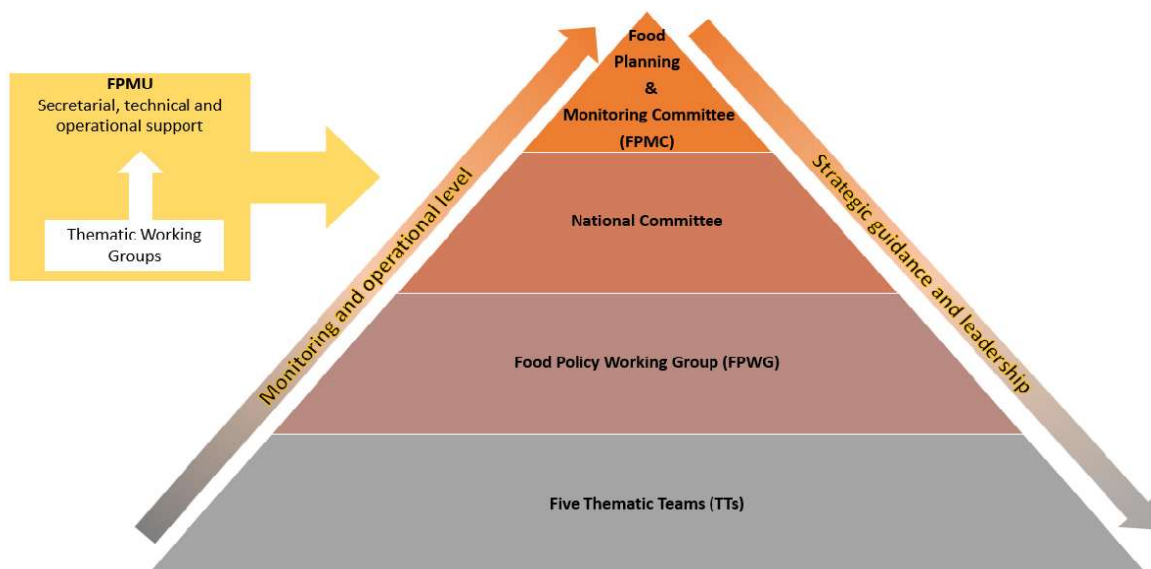 FPMU
Secretarial, technical and
operational support
Thematic Working
Groups
Monitoring and operational level
Food
Planning
&
Monitoring Committee
(FPMC)
National Committee
Food Policy Working Group (FPWG)
Five Thematic Teams (TTs)
Strategic guidance and leadership